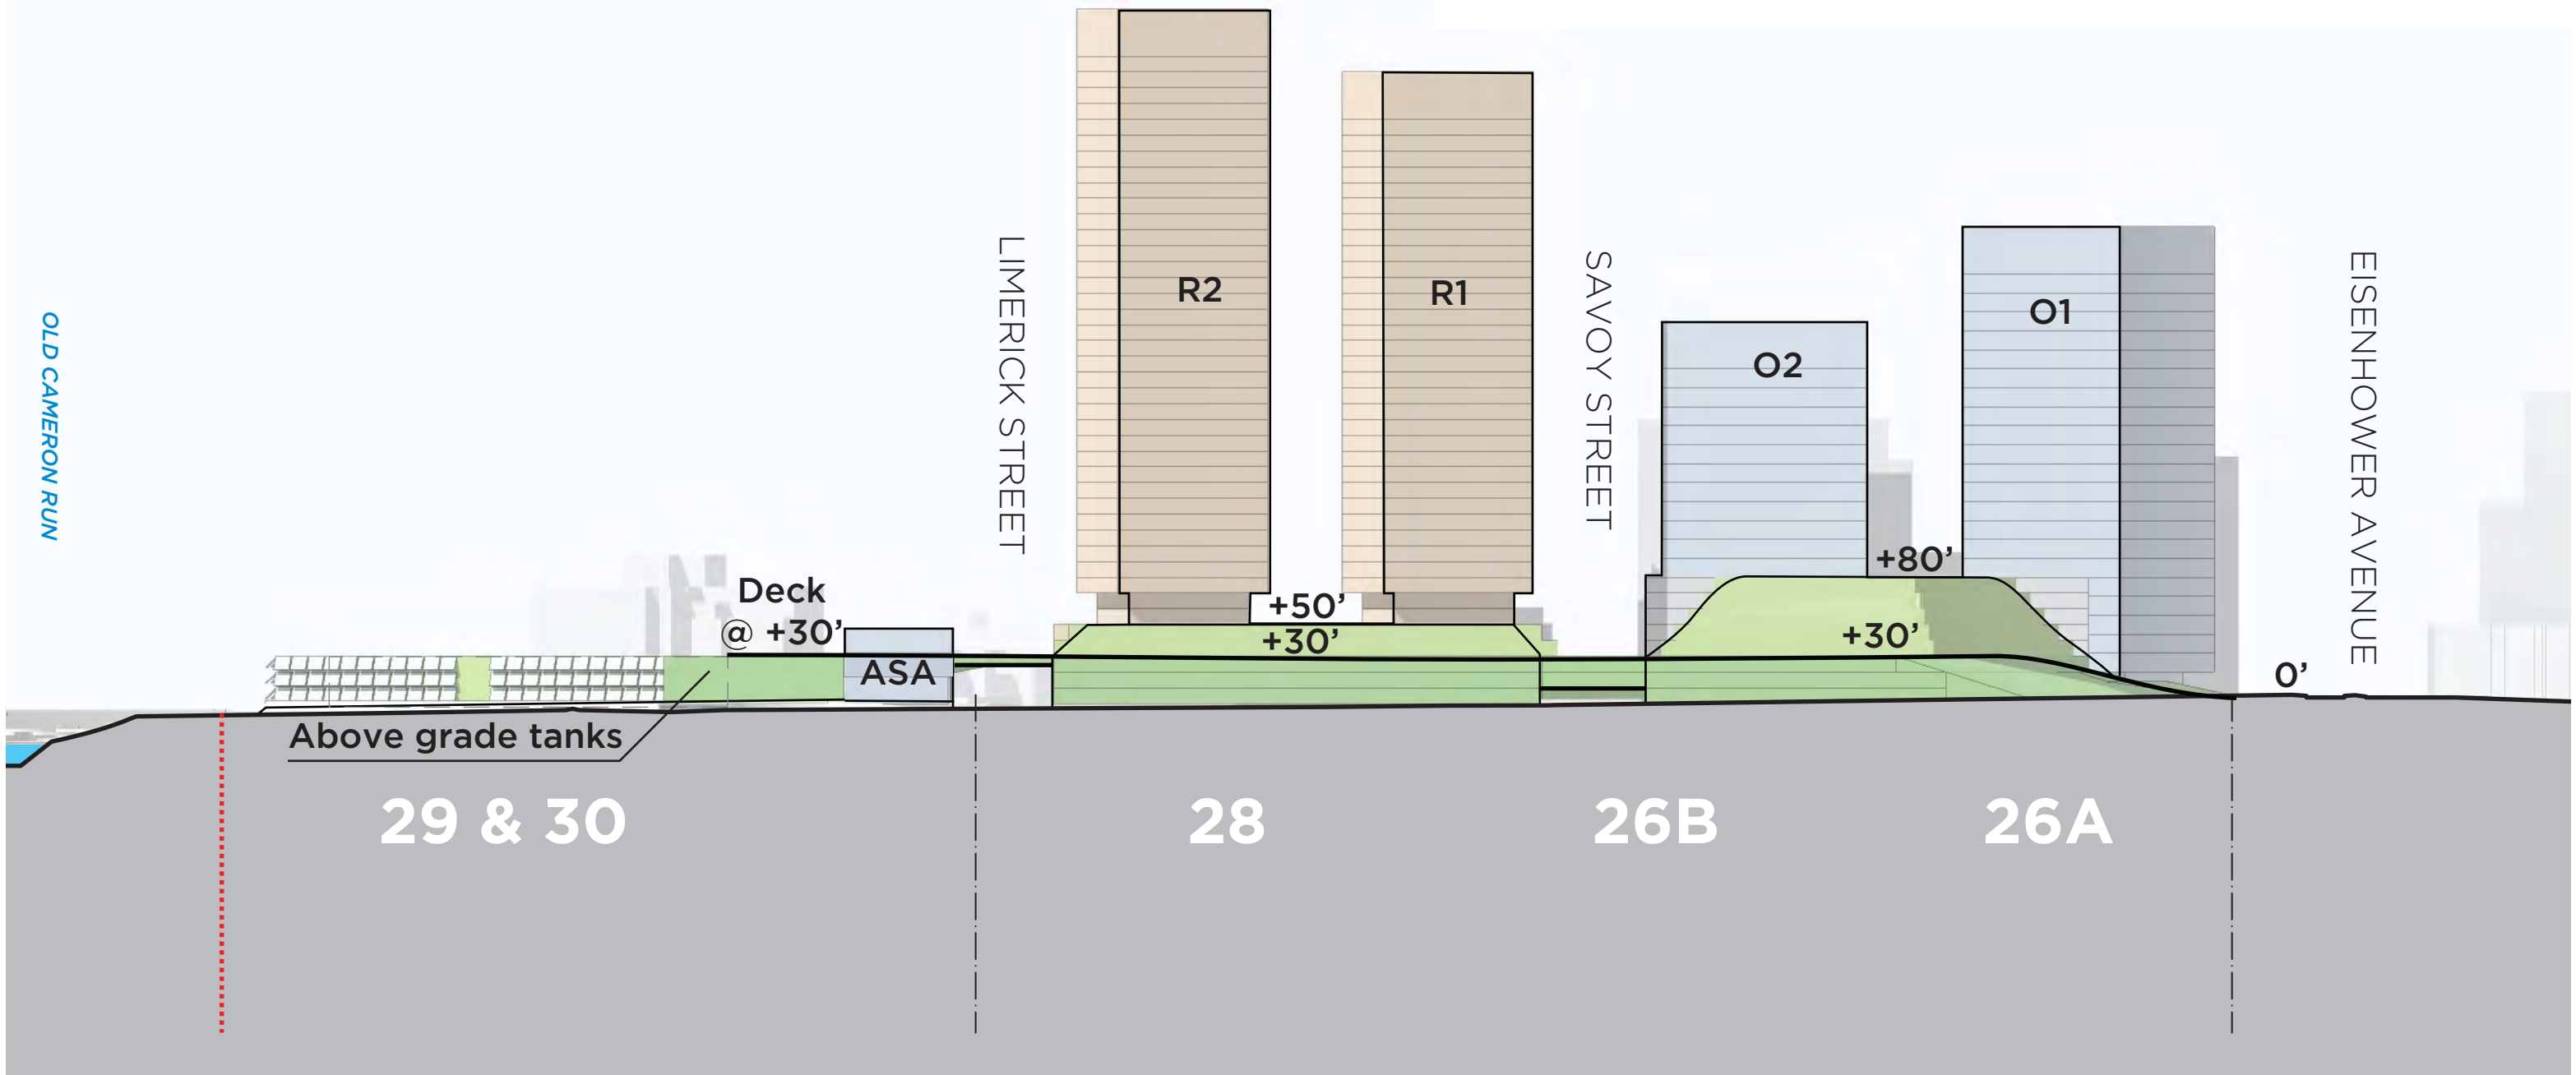 OLD CAMERON RUN
LIMERICK STREET
R2
R1
SAVOY STREET
O2
O1
EISENHOWER AVENUE
+80’
Deck
@ +30’
+50’
+30’
+30’
ASA
0’
Above grade tanks
29 & 30
28
26B
26A